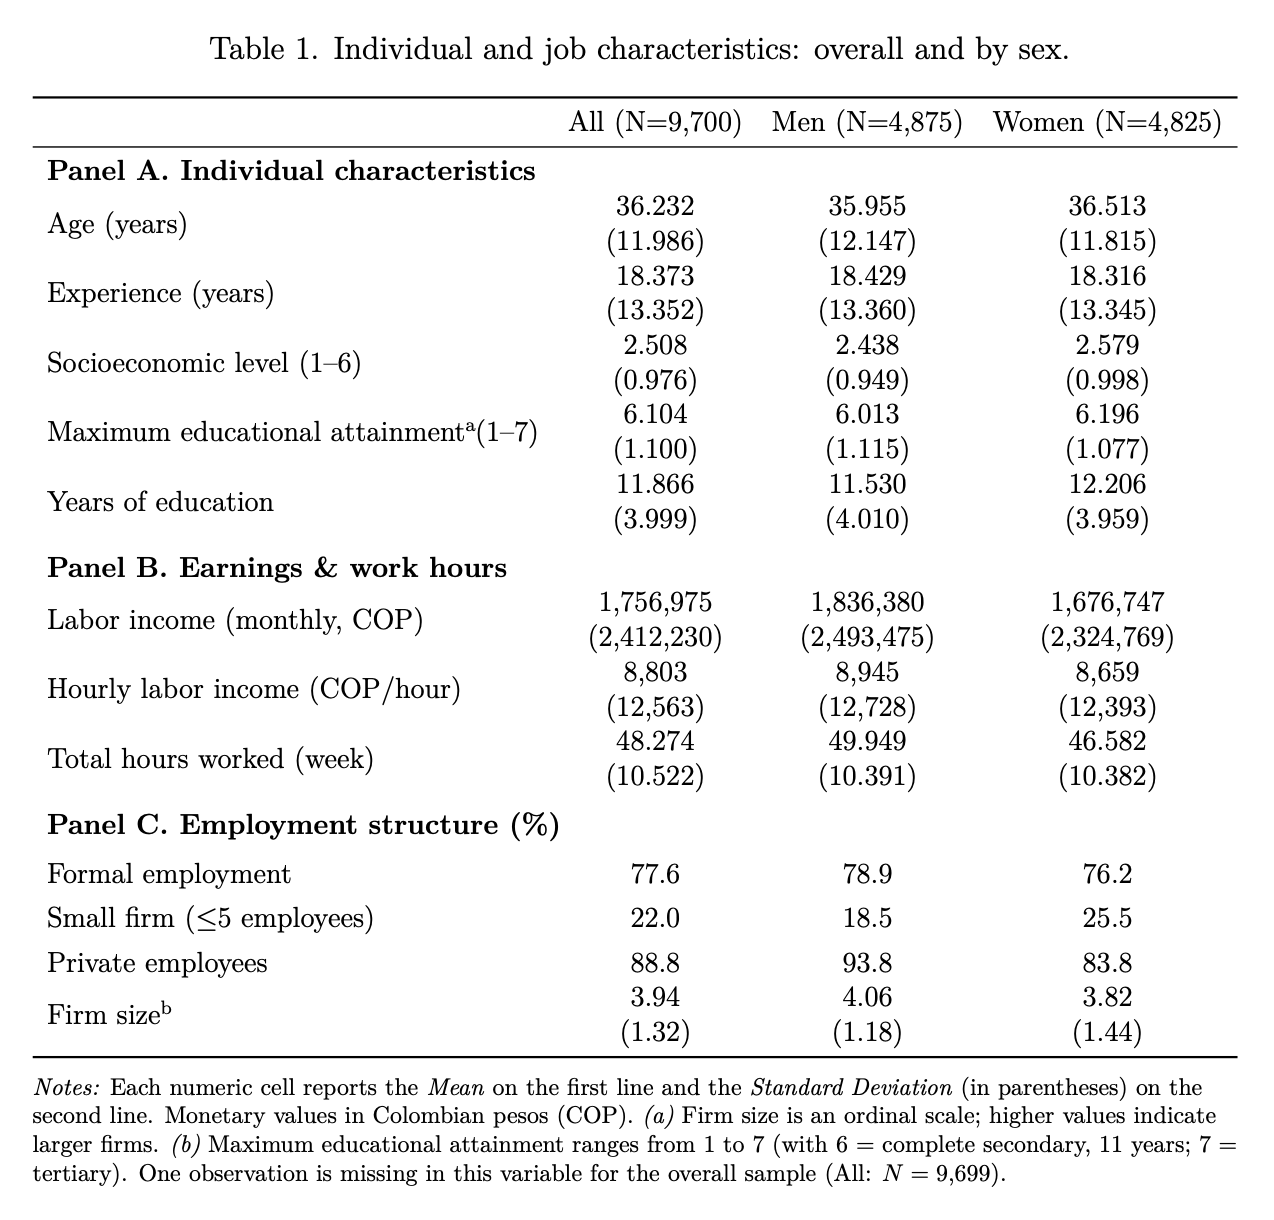 Table 1. Individual and job characteristics: overall and by sex.
All (N=9,700) Men (N=4,875) Women (N=4,825)
Panel A. Individual characteristics
Age (years) 36.232 35.955 36.513
(11.986) (12.147) (11.815)
Experience (years) 18.373 18.429 18.316
(13.352) (13.360) (13.345)
Socioeconomic level (1–6) 2.508 2.438 2.579
(0.976) (0.949) (0.998)
Maximum educational attainmentᵃ(1–7) 6.104 6.013 6.196
(1.100) (1.115) (1.077)
Years of education 11.866 11.530 12.206
(3.999) (4.010) (3.959)
Panel B. Earnings & work hours
Labor income (monthly, COP) 1,756,975 1,836,380 1,676,747
(2,412,230) (2,493,475) (2,324,769)
Hourly labor income (COP/hour) 8,803 8,945 8,659
(12,563) (12,728) (12,393)
Total hours worked (week) 48.274 49.949 46.582
(10.522) (10.391) (10.382)
Panel C. Employment structure (%)
Formal employment 77.6 78.9 76.2
Small firm (≤5 employees) 22.0 18.5 25.5
Private employees 88.8 93.8 83.8
Firm sizeᵇ 3.94 4.06 3.82
(1.32) (1.18) (1.44)
Notes: Each numeric cell reports the Mean on the first line and the Standard Deviation (in parentheses) on the
second line. Monetary values in Colombian pesos (COP). (a) Firm size is an ordinal scale; higher values indicate
larger firms. (b) Maximum educational attainment ranges from 1 to 7 (with 6 = complete secondary, 11 years; 7 =
tertiary). One observation is missing in this variable for the overall sample (All: N = 9,699).